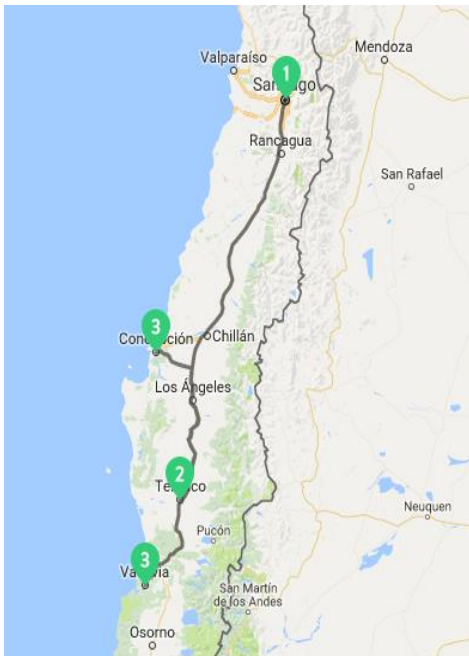 Mendoza
Valparaíso
1
Santiago
Rancagua
San Rafael
3
Concepción
Chillán
Los Ángeles
2
Temuco
Neuquen
Pucón
3
Valdivia
San Martín
de los Andes
Osorno